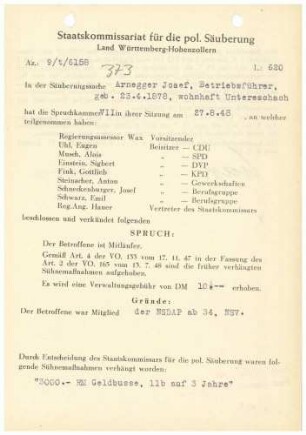 Staatskommissariat für die pol. Säuberung
Land Württemberg-Hohenzollern
Az.: 9/t/6158
373
L: 620
In der Säuberungssache Arnegger Josef, Betriebsführer,
geb. 23.4.1878, wohnhaft Untereschach
hat die Spruchkammer VII in ihrer Sitzung am 27.8.48, an welcher
teilgenommen haben:
Regierungsassessor Wax Vorsitzender
Uhl, Eugen Beisitzer — CDU
Musch, Alois „ — SPD
Einstein, Sigbert „ — DVP
Fink, Gottlieb „ — KPD
Steinacher, Anton „ — Gewerkschaften
Schneckenburger, Josef „ — Berufsgruppe
Schwarz, Emil „ — Berufsgruppe
Reg.Ang. Hauer Vertreter des Staatskommissars
beschlossen und verkündet folgenden
SPRUCH:
Der Betroffene ist Mitläufer.
Gemäß Art. 4 der VO. 133 vom 17. 11. 47 in der Fassung des
Art. 2 der VO. 165 vom 13. 7. 48 sind die früher verhängten
Sühnemaßnahmen aufgehoben.
Es wird eine Verwaltungsgebühr von DM 10.-- erhoben.
Gründe:
Der Betroffene war Mitglied der NSDAP ab 34, NSV.
Durch Entscheidung des Staatskommissars für die pol. Säuberung waren fol-
gende Sühnemaßnahmen verhängt worden:
"3000.- RM Geldbusse, 11b auf 3 Jahre"